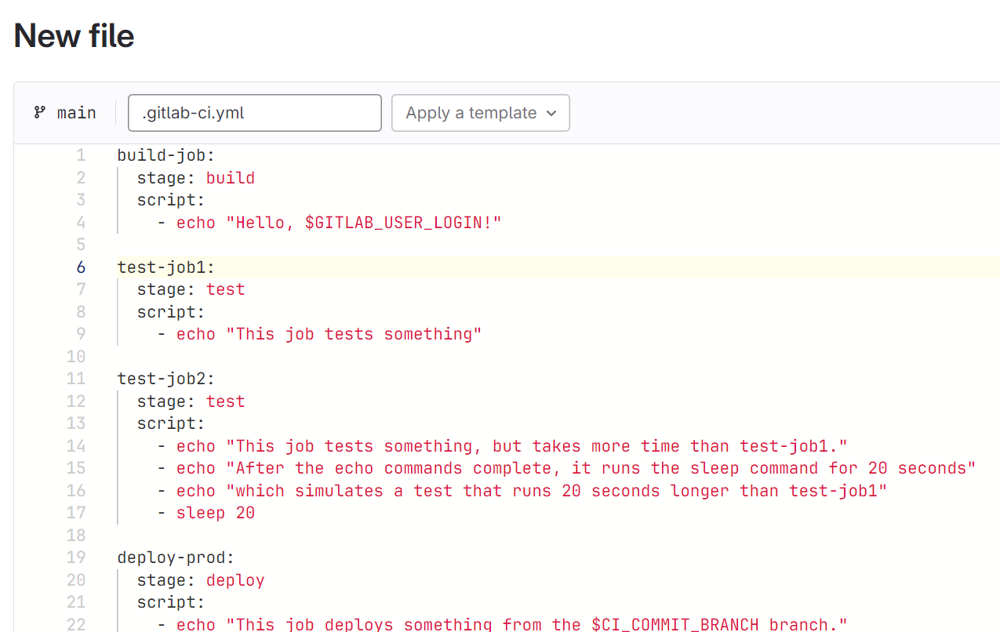 New file
main .gitlab-ci.yml Apply a template
1 build-job:
2 stage: build
3 script:
4 - echo "Hello, $GITLAB_USER_LOGIN!"
5
6 test-job1:
7 stage: test
8 script:
9 - echo "This job tests something"
10
11 test-job2:
12 stage: test
13 script:
14 - echo "This job tests something, but takes more time than test-job1."
15 - echo "After the echo commands complete, it runs the sleep command for 20 seconds"
16 - echo "which simulates a test that runs 20 seconds longer than test-job1"
17 - sleep 20
18
19 deploy-prod:
20 stage: deploy
21 script:
22 - echo "This job deploys something from the $CI_COMMIT_BRANCH branch."